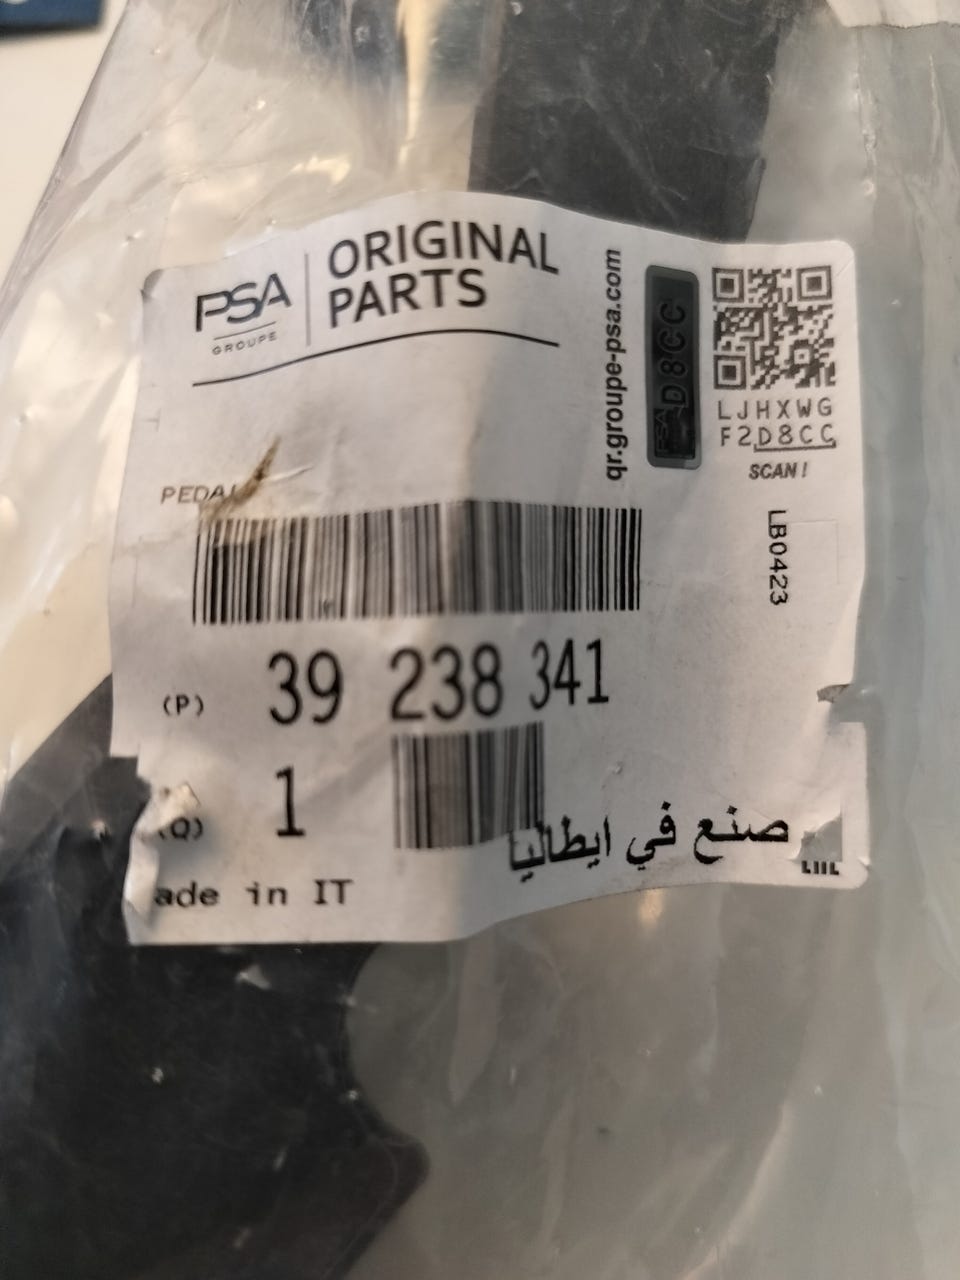 PSA
GROUPE
ORIGINAL
PARTS
qr.groupe-psa.com
D8CC
LJHXWG
F2D8CC
SCAN!
LB0423
(P) 39 238 341
(Q) 1
صنع في ايطاليا
ade in IT